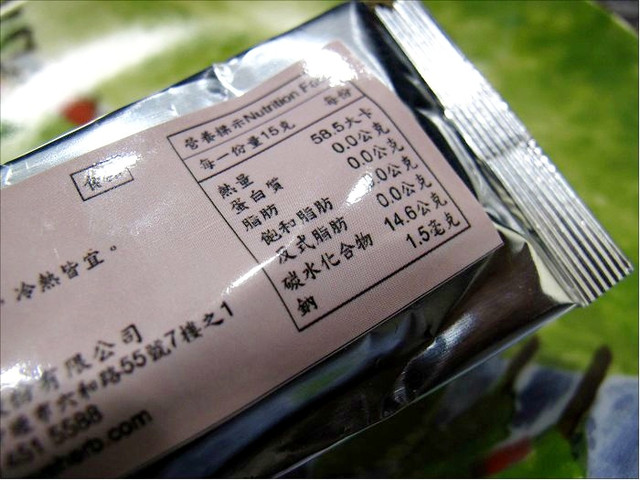 營養標示Nutrition Fa
每一份量15克 每份
熱量 58.5大卡
蛋白質 0.0公克
脂肪 0.0公克
飽和脂肪 0.0公克
反式脂肪 0.0公克
碳水化合物 14.6公克
鈉 1.5毫克
冷熱皆宜。
份有限公司
市六和路55號7樓之1
451 5588
herb.com